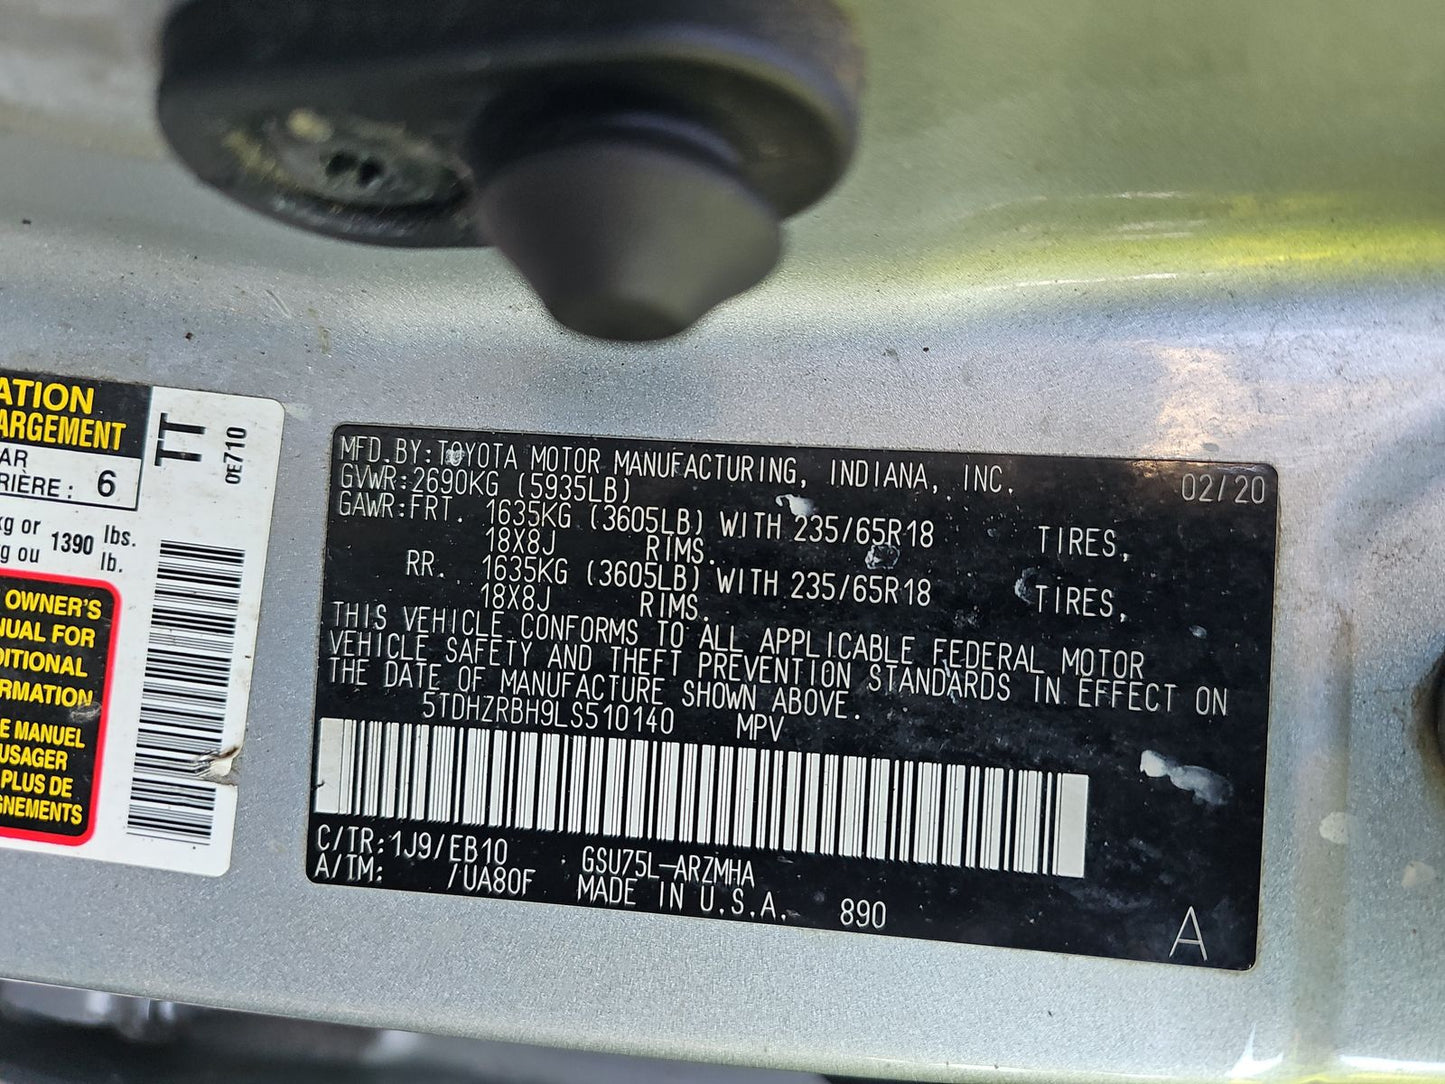 ATION
ARGEMENT
AR
RIÈRE : 6
kg or 1390 lbs.
kg ou lb.
OWNER'S
NUAL FOR
DITIONAL
ORMATION
E MANUEL
USAGER
PLUS DE
GNEMENTS
TT
0E710
MFD.BY:TOYOTA MOTOR MANUFACTURING, INDIANA, INC. 02/20
GVWR:2690KG (5935LB)
GAWR:FRT. 1635KG (3605LB) WITH 235/65R18 TIRES,
18X8J RIMS.
RR. 1635KG (3605LB) WITH 235/65R18 TIRES,
18X8J RIMS.
THIS VEHICLE CONFORMS TO ALL APPLICABLE FEDERAL MOTOR
VEHICLE SAFETY AND THEFT PREVENTION STANDARDS IN EFFECT ON
THE DATE OF MANUFACTURE SHOWN ABOVE.
5TDHZRBH9LS510140 MPV
C/TR:1J9/EB10 GSU75L-ARZMHA
A/TM: /UA80F MADE IN U.S.A. 890
A